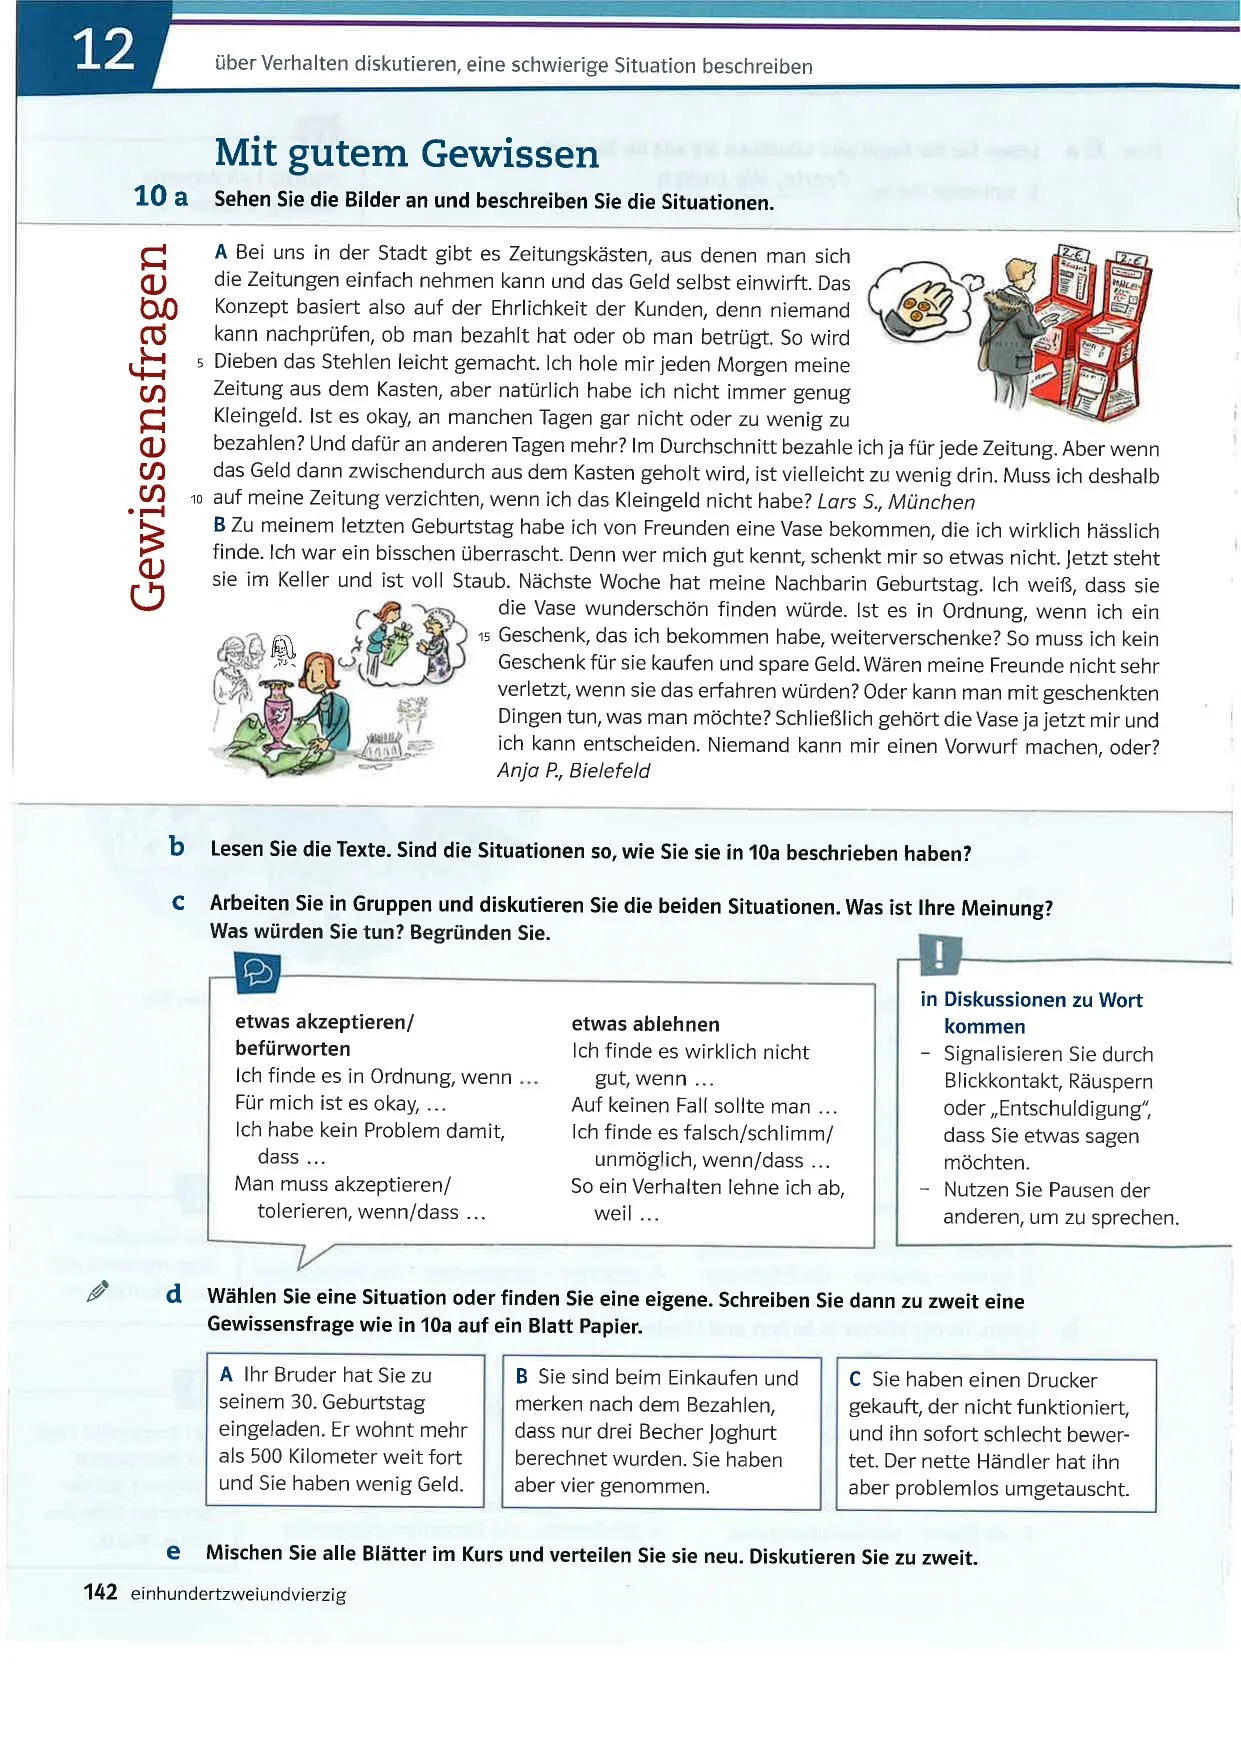 12
über Verhalten diskutieren, eine schwierige Situation beschreiben
Mit gutem Gewissen
10 a Sehen Sie die Bilder an und beschreiben Sie die Situationen.
Gewissensfragen
A Bei uns in der Stadt gibt es Zeitungskästen, aus denen man sich
die Zeitungen einfach nehmen kann und das Geld selbst einwirft. Das
Konzept basiert also auf der Ehrlichkeit der Kunden, denn niemand
kann nachprüfen, ob man bezahlt hat oder ob man betrügt. So wird
5 Dieben das Stehlen leicht gemacht. Ich hole mir jeden Morgen meine
Zeitung aus dem Kasten, aber natürlich habe ich nicht immer genug
Kleingeld. Ist es okay, an manchen Tagen gar nicht oder zu wenig zu
bezahlen? Und dafür an anderen Tagen mehr? Im Durchschnitt bezahle ich ja für jede Zeitung. Aber wenn
das Geld dann zwischendurch aus dem Kasten geholt wird, ist vielleicht zu wenig drin. Muss ich deshalb
10 auf meine Zeitung verzichten, wenn ich das Kleingeld nicht habe? Lars S., München
2,-€
2,-€
B Zu meinem letzten Geburtstag habe ich von Freunden eine Vase bekommen, die ich wirklich hässlich
finde. Ich war ein bisschen überrascht. Denn wer mich gut kennt, schenkt mir so etwas nicht. Jetzt steht
sie im Keller und ist voll Staub. Nächste Woche hat meine Nachbarin Geburtstag. Ich weiß, dass sie
die Vase wunderschön finden würde. Ist es in Ordnung, wenn ich ein
15 Geschenk, das ich bekommen habe, weiterverschenke? So muss ich kein
Geschenk für sie kaufen und spare Geld. Wären meine Freunde nicht sehr
verletzt, wenn sie das erfahren würden? Oder kann man mit geschenkten
Dingen tun, was man möchte? Schließlich gehört die Vase ja jetzt mir und
ich kann entscheiden. Niemand kann mir einen Vorwurf machen, oder?
Anja P., Bielefeld
b Lesen Sie die Texte. Sind die Situationen so, wie Sie sie in 10a beschrieben haben?
c Arbeiten Sie in Gruppen und diskutieren Sie die beiden Situationen. Was ist Ihre Meinung?
Was würden Sie tun? Begründen Sie.
etwas akzeptieren/
befürworten
Ich finde es in Ordnung, wenn ...
Für mich ist es okay, ...
Ich habe kein Problem damit,
dass ...
Man muss akzeptieren/
tolerieren, wenn/dass ...
etwas ablehnen
Ich finde es wirklich nicht
gut, wenn ...
Auf keinen Fall sollte man ...
Ich finde es falsch/schlimm/
unmöglich, wenn/dass ...
So ein Verhalten lehne ich ab,
weil ...
!
in Diskussionen zu Wort
kommen
– Signalisieren Sie durch
Blickkontakt, Räuspern
oder „Entschuldigung“,
dass Sie etwas sagen
möchten.
– Nutzen Sie Pausen der
anderen, um zu sprechen.
d Wählen Sie eine Situation oder finden Sie eine eigene. Schreiben Sie dann zu zweit eine
Gewissensfrage wie in 10a auf ein Blatt Papier.
A Ihr Bruder hat Sie zu
seinem 30. Geburtstag
eingeladen. Er wohnt mehr
als 500 Kilometer weit fort
und Sie haben wenig Geld.
B Sie sind beim Einkaufen und
merken nach dem Bezahlen,
dass nur drei Becher Joghurt
berechnet wurden. Sie haben
aber vier genommen.
C Sie haben einen Drucker
gekauft, der nicht funktioniert,
und ihn sofort schlecht bewer-
tet. Der nette Händler hat ihn
aber problemlos umgetauscht.
e Mischen Sie alle Blätter im Kurs und verteilen Sie sie neu. Diskutieren Sie zu zweit.
142 einhundertzweiundvierzig